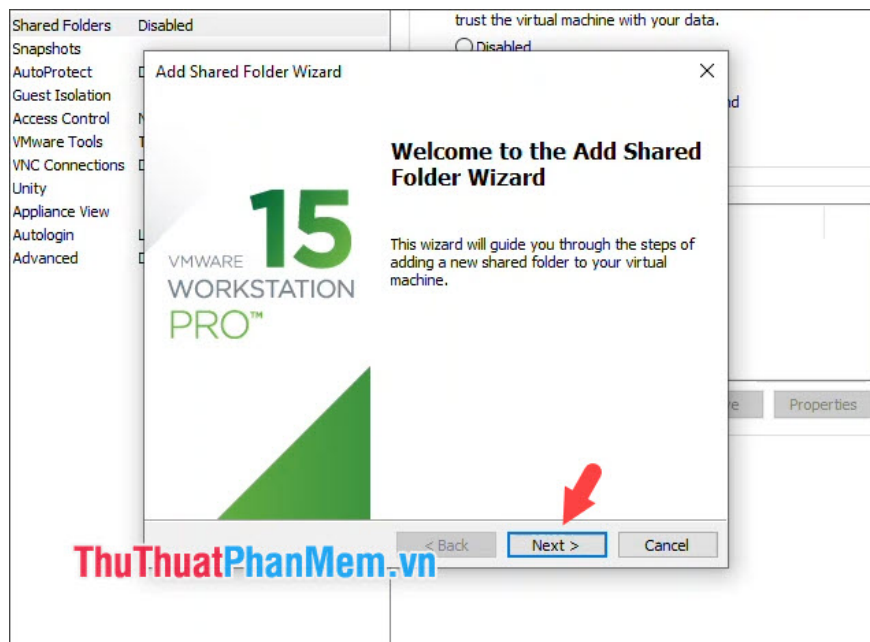 Shared Folders Disabled
trust the virtual machine with your data.
Snapshots
Disabled
AutoProtect
Guest Isolation
Access Control
VMware Tools
VNC Connections
Unity
Appliance View
Autologin
Advanced
Add Shared Folder Wizard
VMWARE 15
WORKSTATION
PRO™
Welcome to the Add Shared
Folder Wizard
This wizard will guide you through the steps of
adding a new shared folder to your virtual
machine.
Properties
< Back Next > Cancel
ThuThuatPhanMem.vn